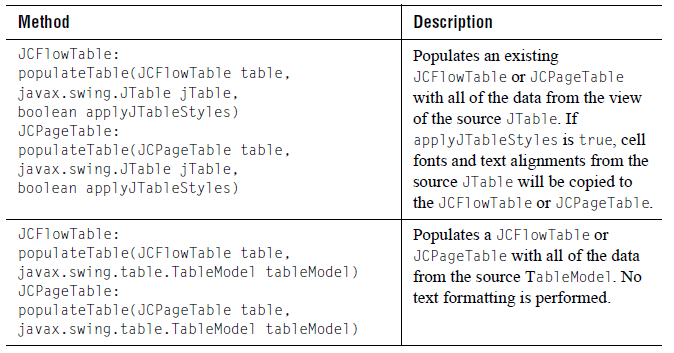 Method
Description
JCFlowTable:
populateTable(JCFlowTable table,
javax.swing.JTable jTable,
boolean applyJTableStyles)
JCPageTable:
populateTable(JCPageTable table,
javax.swing.JTable jTable,
boolean applyJTableStyles)
Populates an existing
JCFlowTable or JCPageTable
with all of the data from the view
of the source JTable. If
applyJTableStyles is true, cell
fonts and text alignments from the
source JTable will be copied to
the JCFlowTable or JCPageTable.
JCFlowTable:
populateTable(JCFlowTable table,
javax.swing.table.TableModel tableModel)
JCPageTable:
populateTable(JCPageTable table,
javax.swing.table.TableModel tableModel)
Populates a JCFlowTable or
JCPageTable with all of the data
from the source TableModel. No
text formatting is performed.